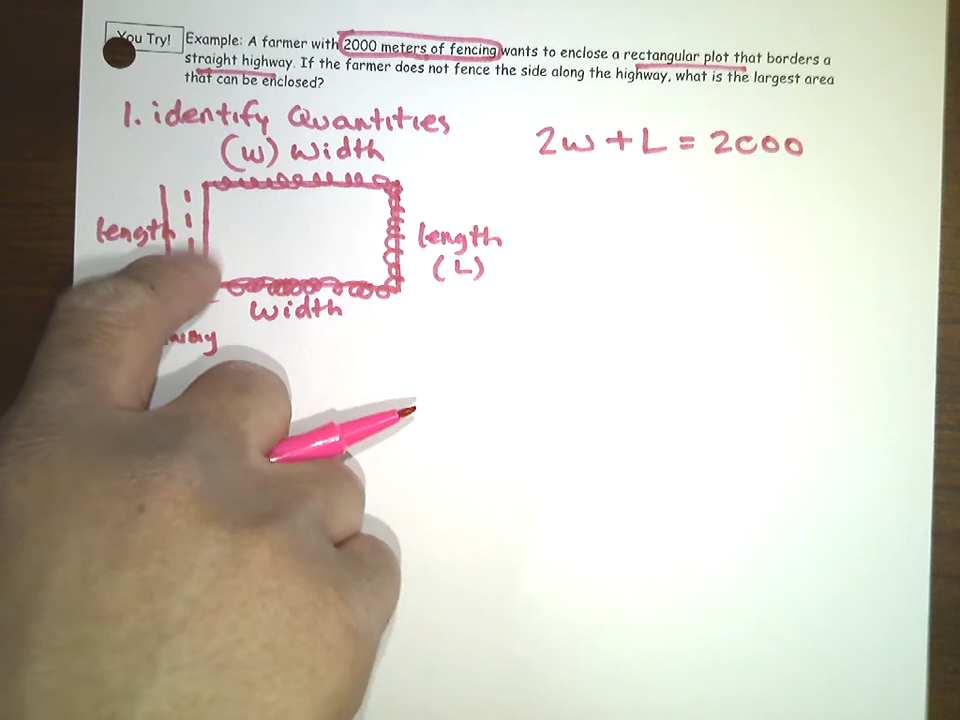 You Try! Example: A farmer with 2000 meters of fencing wants to enclose a rectangular plot that borders a
straight highway. If the farmer does not fence the side along the highway, what is the largest area
that can be enclosed?
1. identify Quantities
(w) width
2w + L = 2000
length
length
(L)
width